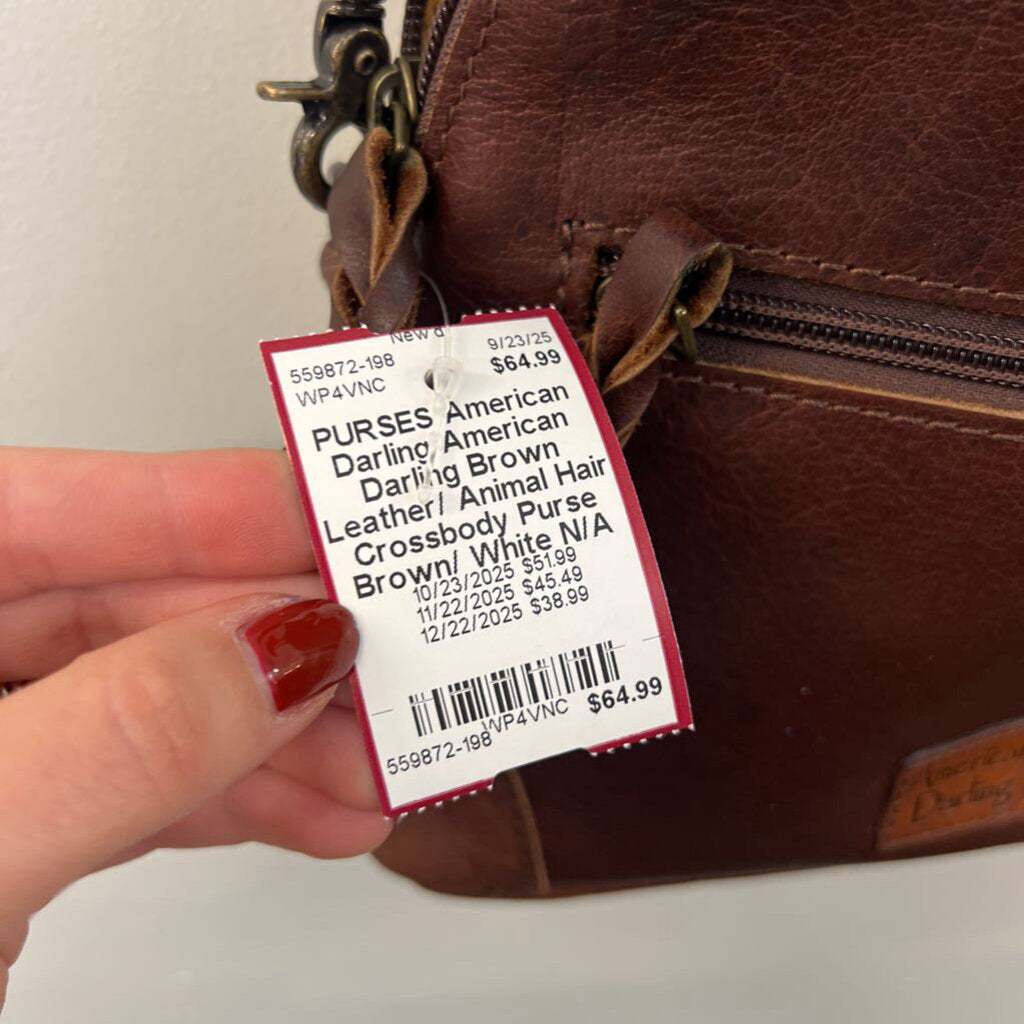 New'd
9/23/25
559872-198
$64.99
WP4VNC
PURSES American
Darling American
Darling Brown
Leather/ Animal Hair
Crossbody Purse
Brown/ White N/A
10/23/2025 $51.99
11/22/2025 $45.49
12/22/2025 $38.99
WP4VNC $64.99
559872-198
American
Darling